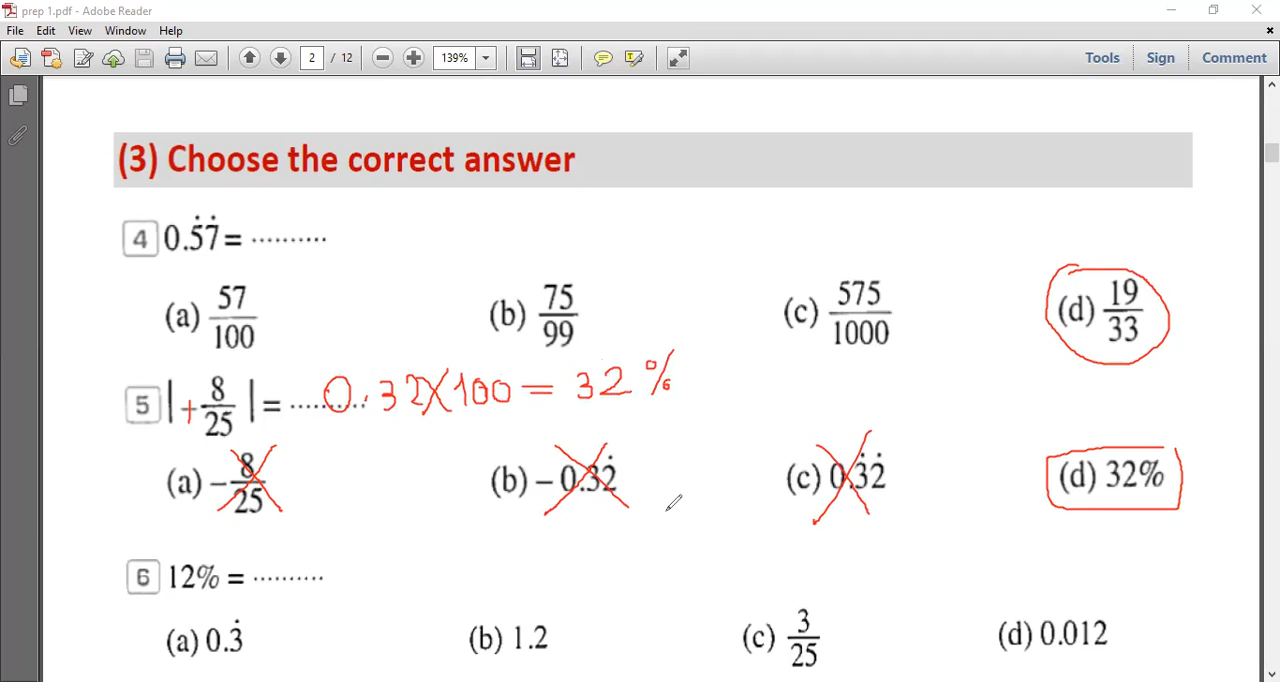 prep 1.pdf - Adobe Reader
File Edit View Window Help
2 / 12 139% Tools Sign Comment
(3) Choose the correct answer
4 0.5̇7̇ = ..........
(a) 57/100 (b) 75/99 (c) 575/1000 (d) 19/33
5 |+ 8/25 | = .......... 0.32×100 = 32 %
(a) − 8/25 (b) − 0.32̇ (c) 0.3̇2̇ (d) 32%
6 12% = ..........
(a) 0.3̇ (b) 1.2 (c) 3/25 (d) 0.012